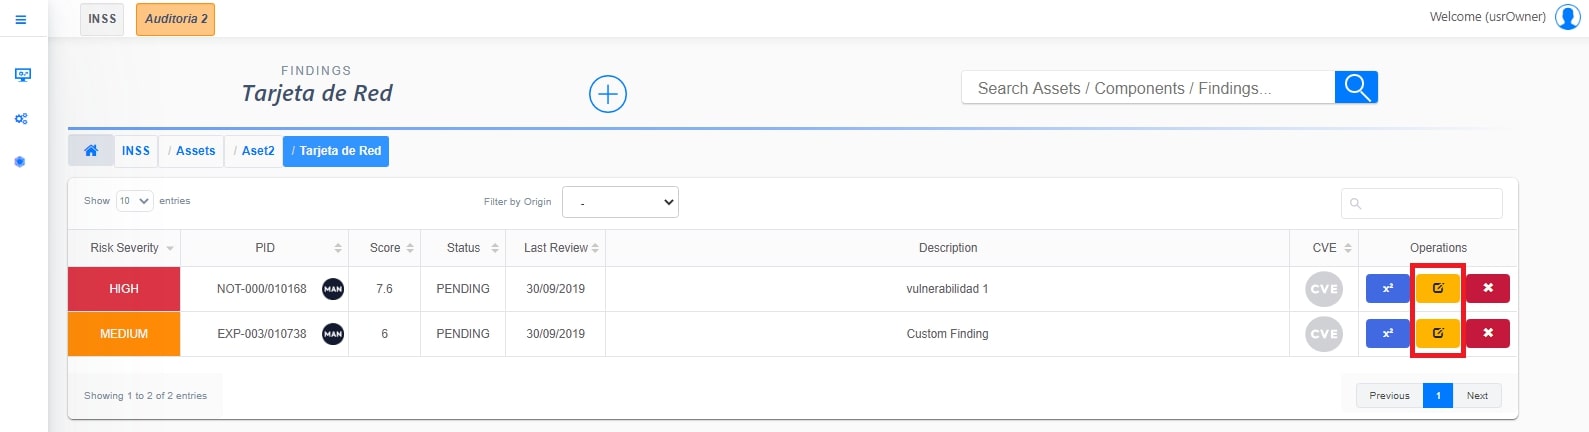 INSS Auditoria 2 Welcome (usrOwner)
FINDINGS
Tarjeta de Red
Search Assets / Components / Findings...
INSS / Assets / Aset2 / Tarjeta de Red
Show 10 entries Filter by Origin -
Risk Severity PID Score Status Last Review Description CVE Operations
HIGH NOT-000/010168 MAN 7.6 PENDING 30/09/2019 vulnerabilidad 1 CVE x²
MEDIUM EXP-003/010738 MAN 6 PENDING 30/09/2019 Custom Finding CVE x²
Showing 1 to 2 of 2 entries Previous 1 Next